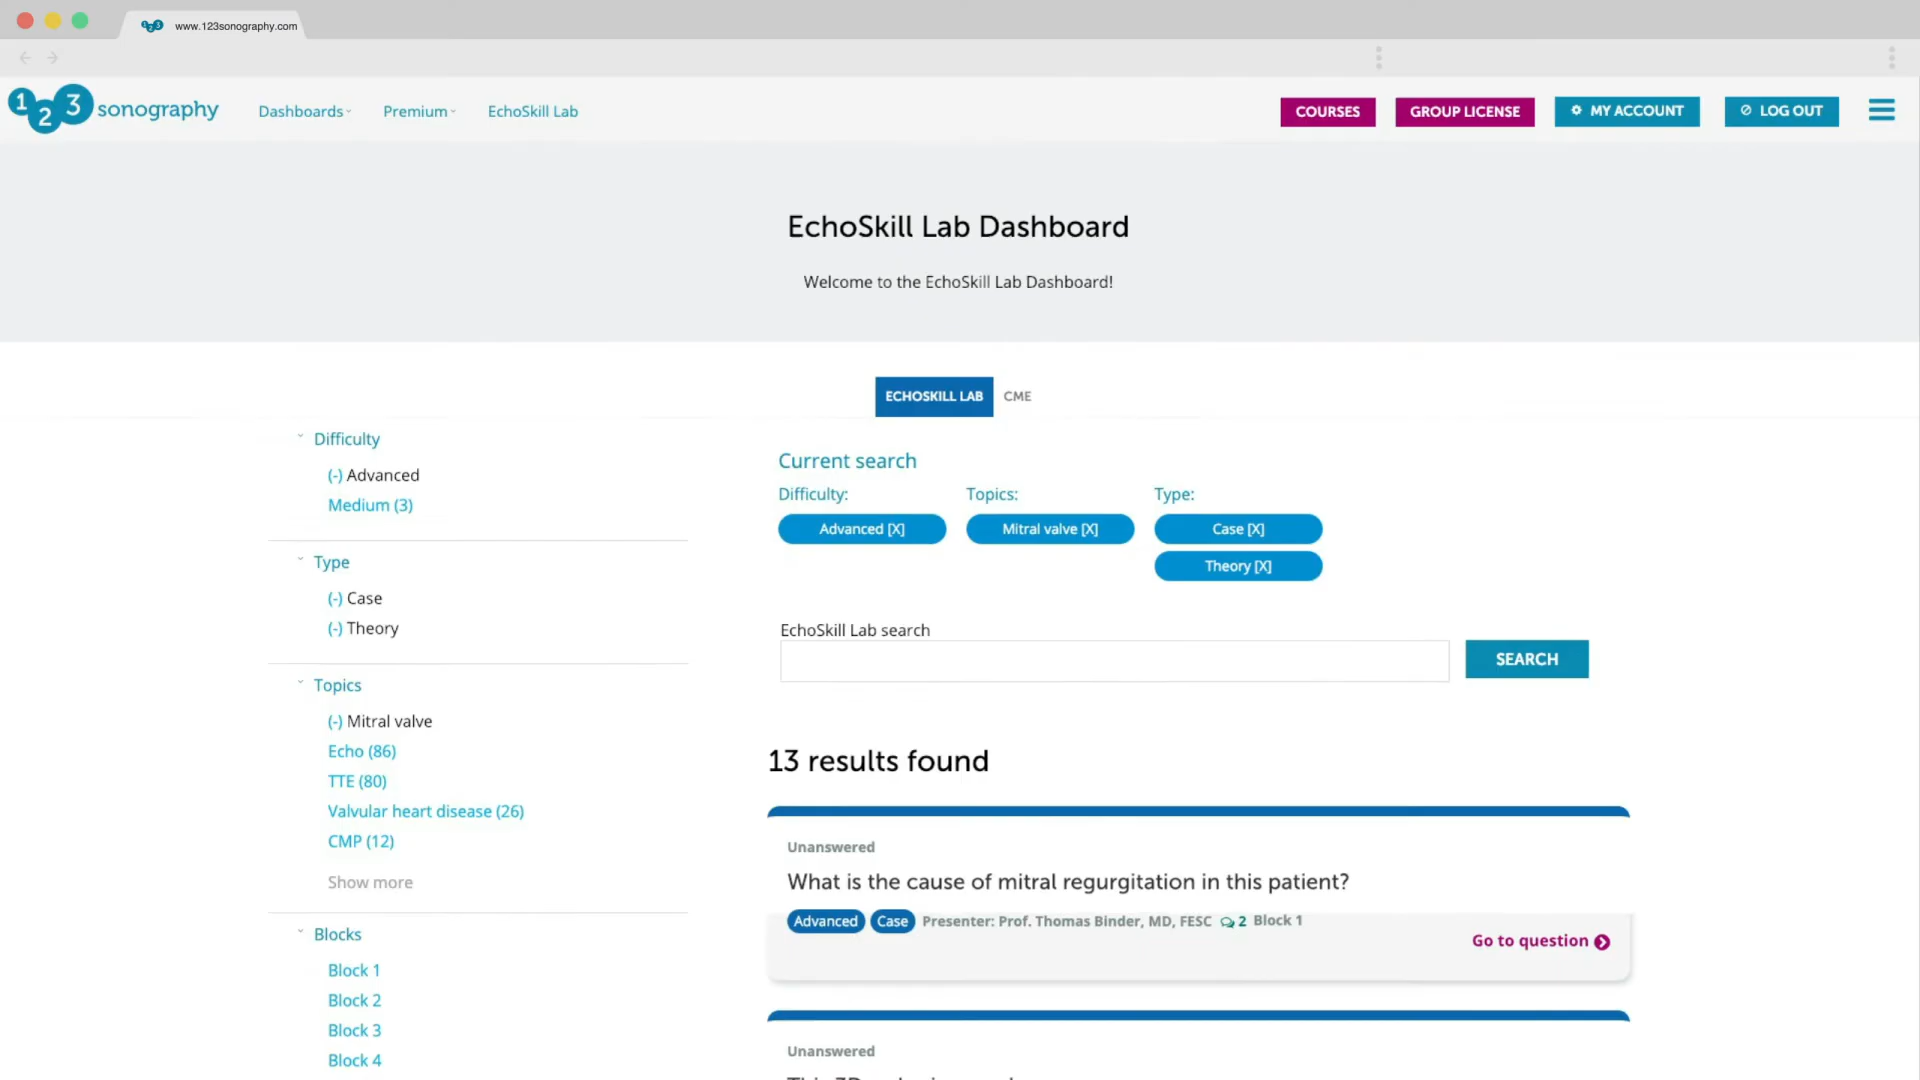 www.123sonography.com
123 sonography
Dashboards
Premium
EchoSkill Lab
COURSES
GROUP LICENSE
MY ACCOUNT
LOG OUT
EchoSkill Lab Dashboard
Welcome to the EchoSkill Lab Dashboard!
ECHOSKILL LAB
CME
Difficulty
(-) Advanced
Medium (3)
Type
(-) Case
(-) Theory
Topics
(-) Mitral valve
Echo (86)
TTE (80)
Valvular heart disease (26)
CMP (12)
Show more
Blocks
Block 1
Block 2
Block 3
Block 4
Current search
Difficulty:
Advanced [X]
Topics:
Mitral valve [X]
Type:
Case [X]
Theory [X]
EchoSkill Lab search
SEARCH
13 results found
Unanswered
What is the cause of mitral regurgitation in this patient?
Advanced Case Presenter: Prof. Thomas Binder, MD, FESC 2 Block 1
Go to question
Unanswered